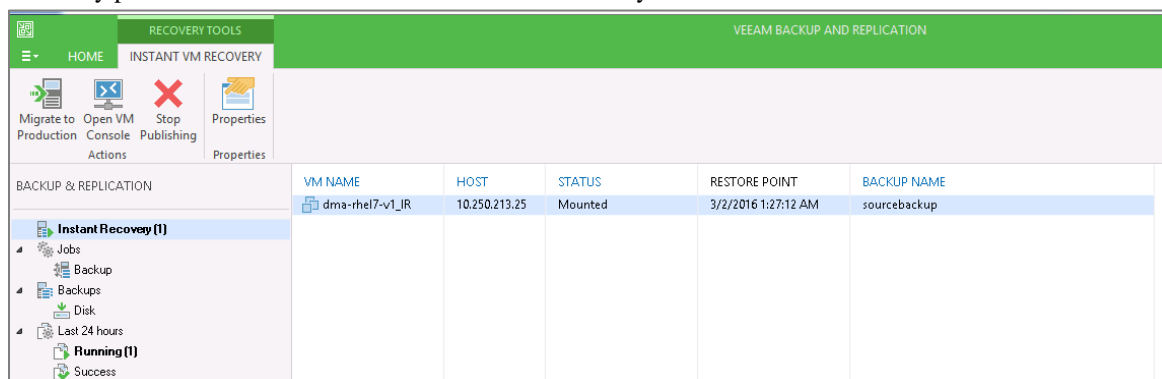 RECOVERY TOOLS
VEEAM BACKUP AND REPLICATION
HOME
INSTANT VM RECOVERY
Migrate to Production
Open VM Console
Stop Publishing
Properties
Actions
Properties
BACKUP & REPLICATION
Instant Recovery (1)
Jobs
Backup
Backups
Disk
Last 24 hours
Running (1)
Success
VM NAME HOST STATUS RESTORE POINT BACKUP NAME
dma-rhel7-v1_IR 10.250.213.25 Mounted 3/2/2016 1:27:12 AM sourcebackup